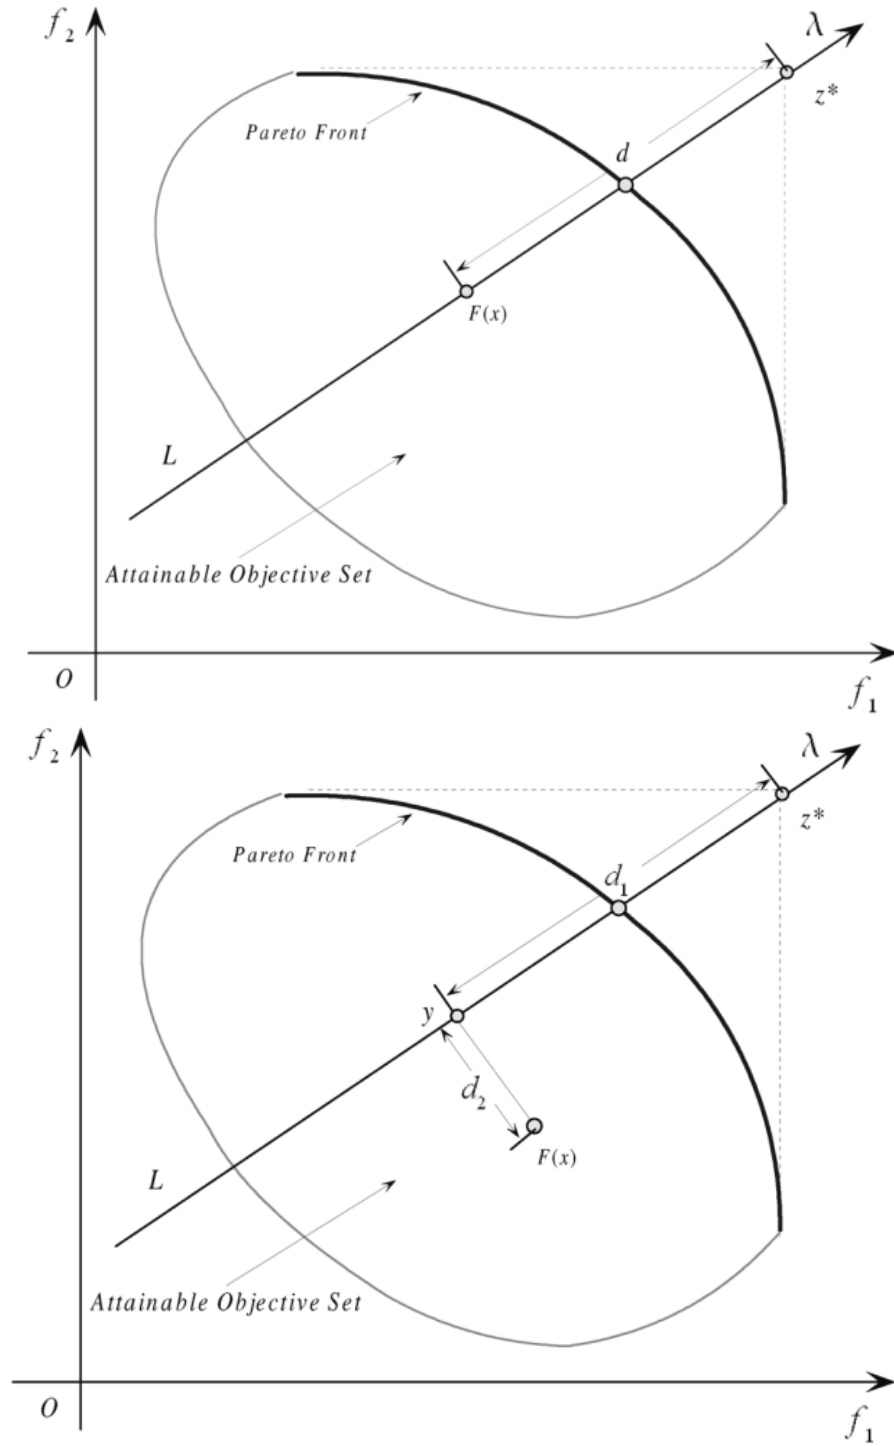 f₂
λ
z*
Pareto Front
d
F(x)
L
Attainable Objective Set
O
f₁
f₂
λ
z*
Pareto Front
d₁
y
d₂
F(x)
L
Attainable Objective Set
O
f₁